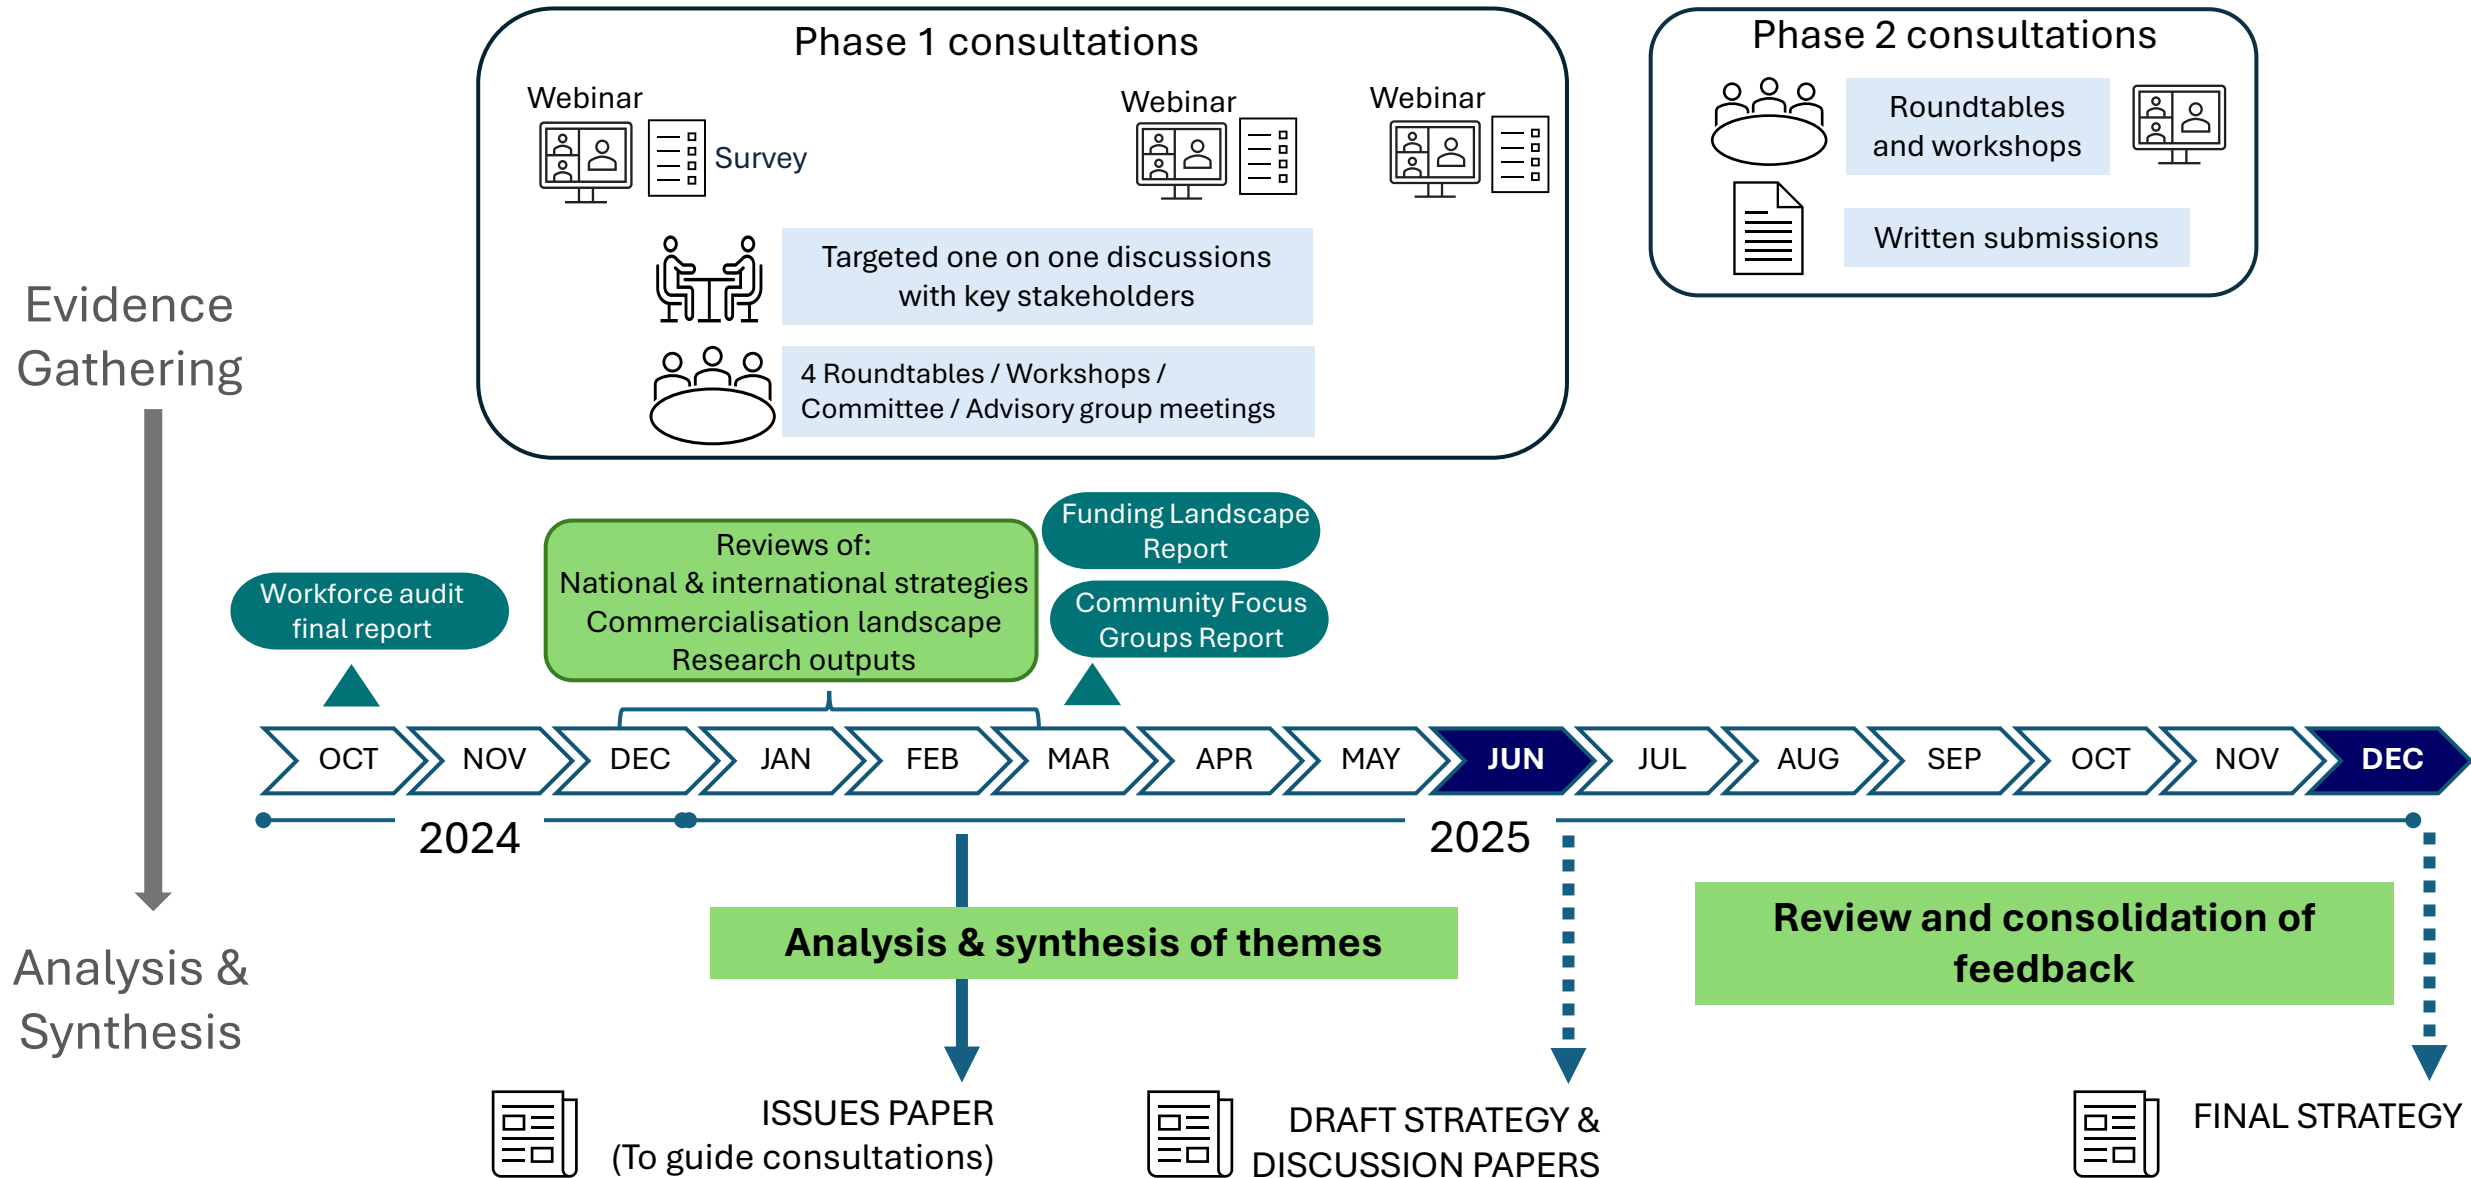 Phase 1 consultations
Webinar
Survey
Webinar
Webinar
Targeted one on one discussions
with key stakeholders
4 Roundtables / Workshops /
Committee / Advisory group meetings
Phase 2 consultations
Roundtables
and workshops
Written submissions
Evidence
Gathering
Analysis &
Synthesis
Workforce audit
final report
Reviews of:
National & international strategies
Commercialisation landscape
Research outputs
Funding Landscape
Report
Community Focus
Groups Report
OCT
NOV
DEC
JAN
FEB
MAR
APR
MAY
JUN
JUL
AUG
SEP
OCT
NOV
DEC
2024
2025
Analysis & synthesis of themes
Review and consolidation of
feedback
ISSUES PAPER
(To guide consultations)
DRAFT STRATEGY &
DISCUSSION PAPERS
FINAL STRATEGY